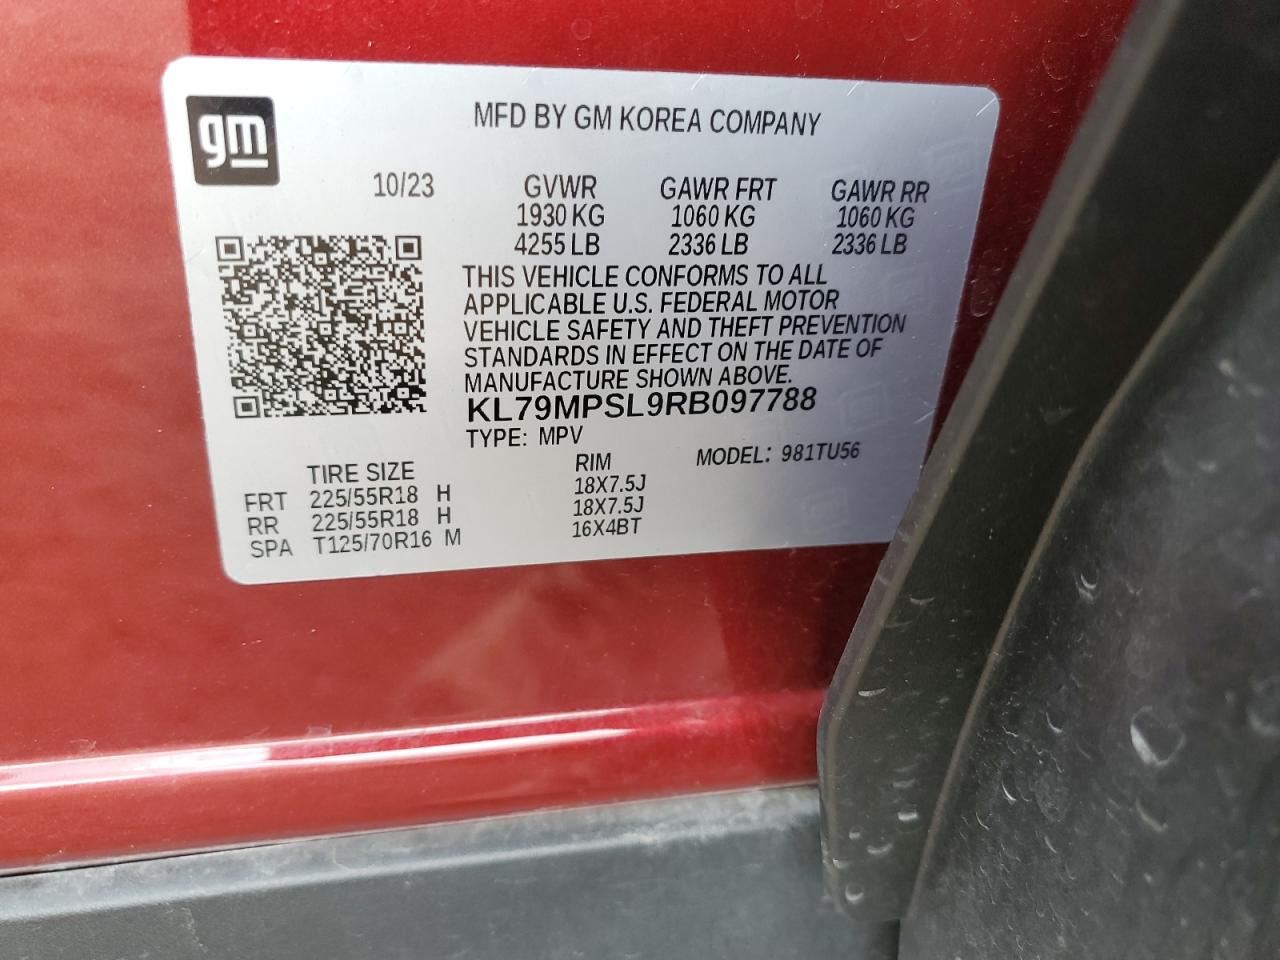 gm
MFD BY GM KOREA COMPANY
10/23 GVWR GAWR FRT GAWR RR
1930 KG 1060 KG 1060 KG
4255 LB 2336 LB 2336 LB
THIS VEHICLE CONFORMS TO ALL
APPLICABLE U.S. FEDERAL MOTOR
VEHICLE SAFETY AND THEFT PREVENTION
STANDARDS IN EFFECT ON THE DATE OF
MANUFACTURE SHOWN ABOVE.
KL79MPSL9RB097788
TYPE: MPV
MODEL: 981TU56
TIRE SIZE RIM
FRT 225/55R18 H 18X7.5J
RR 225/55R18 H 18X7.5J
SPA T125/70R16 M 16X4BT